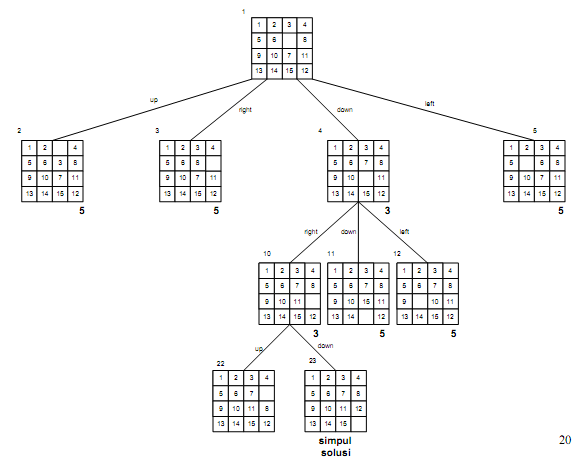 1
1 2 3 4
5 6 8
9 10 7 11
13 14 15 12
up
right
down
left
2
3
4
5
1 2 4
5 6 3 8
9 10 7 11
13 14 15 12
5
1 2 3 4
5 6 8
9 10 7 11
13 14 15 12
5
1 2 3 4
5 6 7 8
9 10 11
13 14 15 12
3
1 3 4
5 2 6 8
9 10 7 11
13 14 15 12
5
right
down
left
10
11
12
1 2 3 4
5 6 7 8
9 10 11
13 14 15 12
3
1 2 3 4
5 6 7 8
9 10 15 11
13 14 12
5
1 2 3 4
5 6 7 8
9 10 11
13 14 15 12
5
up
down
22
23
1 2 3 4
5 6 7
9 10 11 8
13 14 15 12
1 2 3 4
5 6 7 8
9 10 11 12
13 14 15
simpul
solusi
20